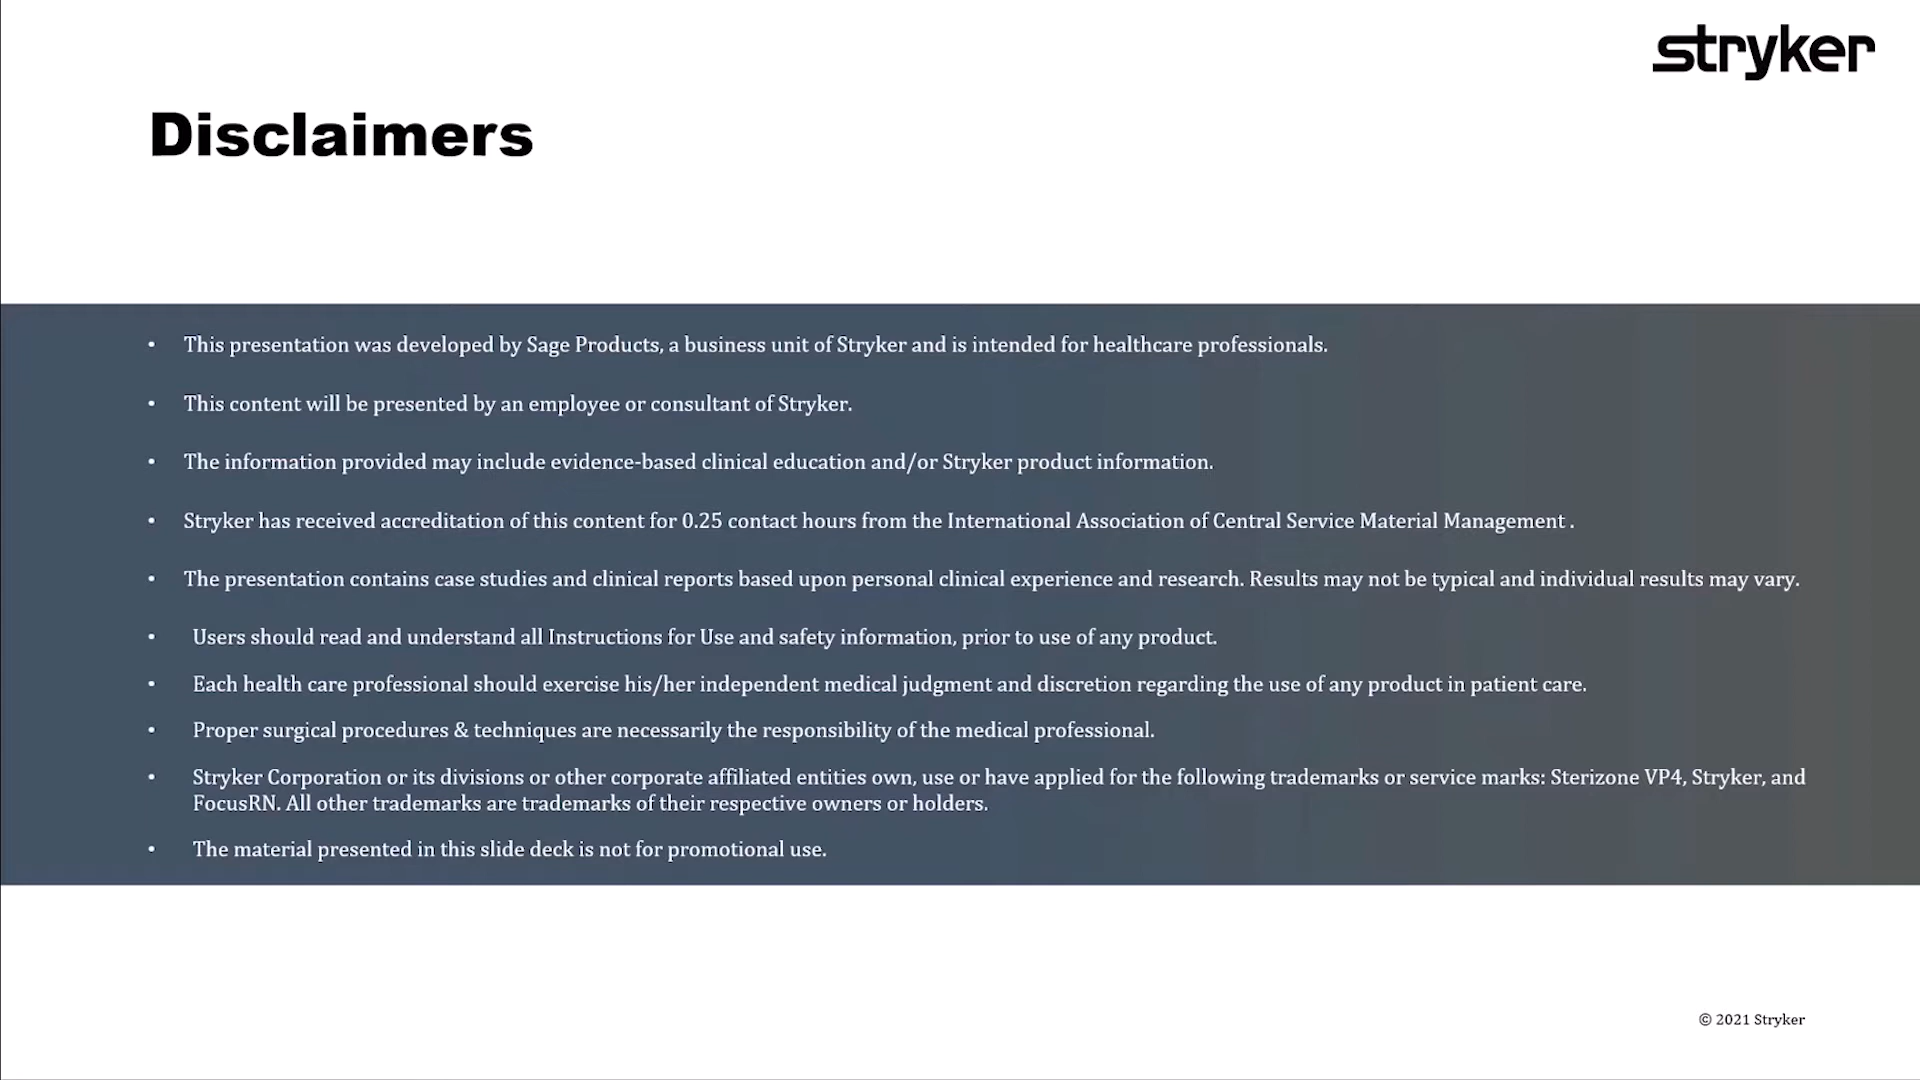 stryker
Disclaimers
• This presentation was developed by Sage Products, a business unit of Stryker and is intended for healthcare professionals.
• This content will be presented by an employee or consultant of Stryker.
• The information provided may include evidence-based clinical education and/or Stryker product information.
• Stryker has received accreditation of this content for 0.25 contact hours from the International Association of Central Service Material Management .
• The presentation contains case studies and clinical reports based upon personal clinical experience and research. Results may not be typical and individual results may vary.
• Users should read and understand all Instructions for Use and safety information, prior to use of any product.
• Each health care professional should exercise his/her independent medical judgment and discretion regarding the use of any product in patient care.
• Proper surgical procedures & techniques are necessarily the responsibility of the medical professional.
• Stryker Corporation or its divisions or other corporate affiliated entities own, use or have applied for the following trademarks or service marks: Sterizone VP4, Stryker, and
FocusRN. All other trademarks are trademarks of their respective owners or holders.
• The material presented in this slide deck is not for promotional use.
© 2021 Stryker